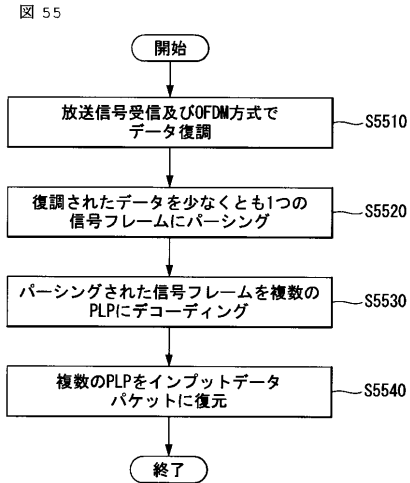 図 55
開始
放送信号受信及びOFDM方式で
データ復調
S5510
復調されたデータを少なくとも1つの
信号フレームにパーシング
S5520
パーシングされた信号フレームを複数の
PLPにデコーディング
S5530
複数のPLPをインプットデータ
パケットに復元
S5540
終了